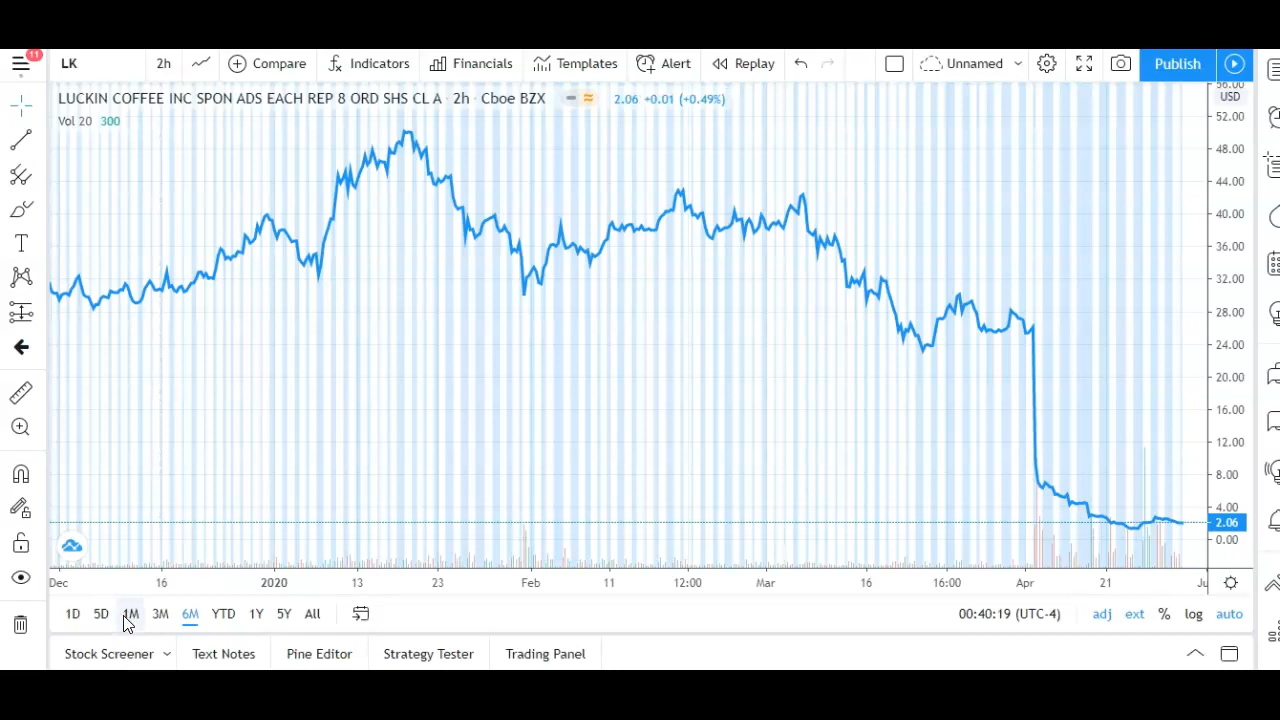 11
LK 2h Compare Indicators Financials Templates Alert Replay Unnamed Publish
LUCKIN COFFEE INC SPON ADS EACH REP 8 ORD SHS CL A · 2h · Cboe BZX 2.06 +0.01 (+0.49%)
Vol 20 300
56.00
USD
52.00
48.00
44.00
40.00
36.00
32.00
28.00
24.00
20.00
16.00
12.00
8.00
4.00
2.06
0.00
Dec 16 2020 13 23 Feb 11 12:00 Mar 16 16:00 Apr 21
1D 5D 1M 3M 6M YTD 1Y 5Y All 00:40:19 (UTC-4) adj ext % log auto
Stock Screener Text Notes Pine Editor Strategy Tester Trading Panel